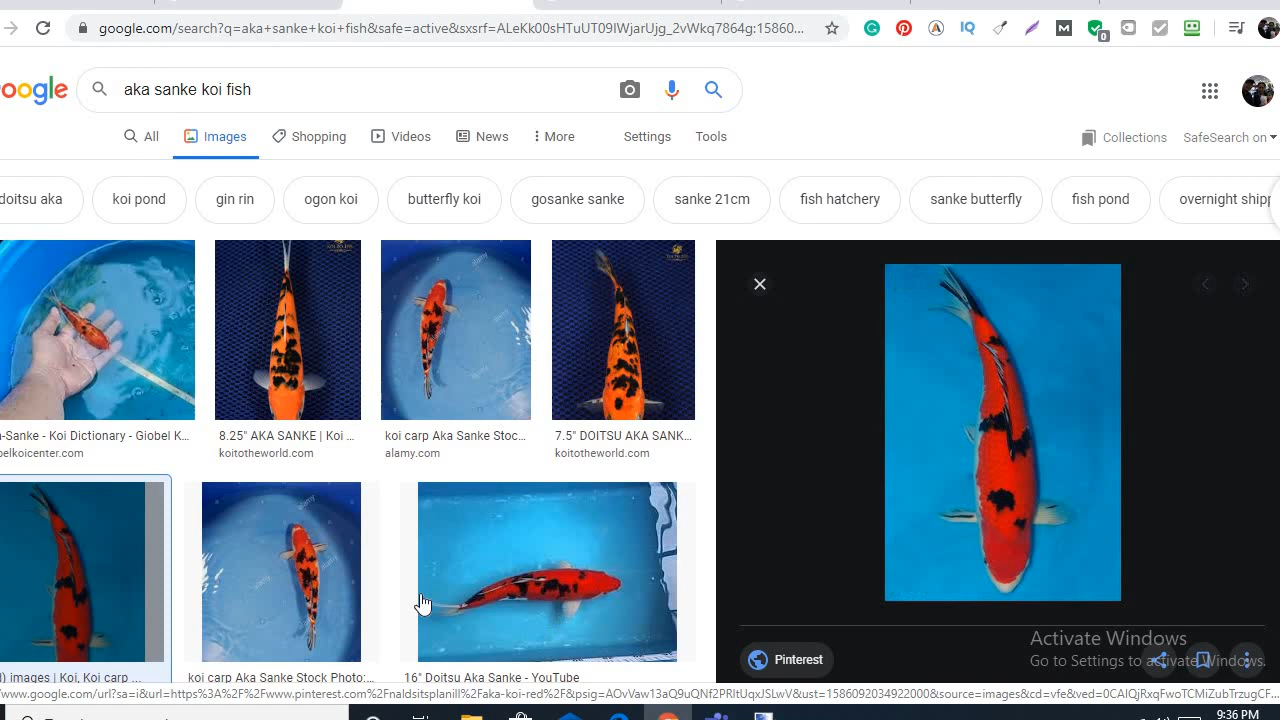 google.com/search?q=aka+sanke+koi+fish&safe=active&sxsrf=ALeKk00sHTuUT09IWjarUjg_2vWkq7864g:15860...
oogle
aka sanke koi fish
All Images Shopping Videos News More Settings Tools
Collections SafeSearch on
doitsu aka koi pond gin rin ogon koi butterfly koi gosanke sanke sanke 21cm fish hatchery sanke butterfly fish pond overnight shipp
-Sanke - Koi Dictionary - Giobel K...
elkoicenter.com
8.25" AKA SANKE | Koi ...
koitotheworld.com
koi carp Aka Sanke Stoc...
alamy.com
7.5" DOITSU AKA SANK...
koitotheworld.com
) images | Koi, Koi carp ...
koi carp Aka Sanke Stock Photo:...
16" Doitsu Aka Sanke - YouTube
Pinterest
Activate Windows
Go to Settings to activate Windows.
/www.google.com/url?sa=i&url=https%3A%2F%2Fwww.pinterest.com%2Fnaldsitsplanill%2Faka-koi-red%2F&psig=AOvVaw13aQ9uQNf2PRItUqxJSLwV&ust=1586092034922000&source=images&cd=vfe&ved=0CAIQjRxqFwoTCMiZubTrzugCF...
9:36 PM